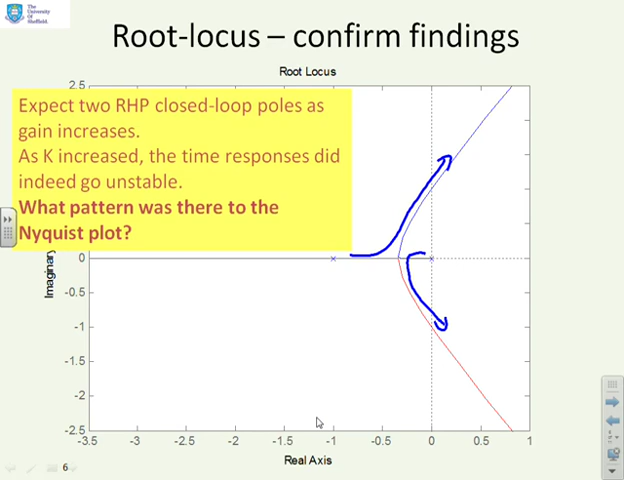 The
University
Of
Sheffield.
Root-locus – confirm findings
Root Locus
2.5
Expect two RHP closed-loop poles as
gain increases.
As K increased, the time responses did
indeed go unstable.
What pattern was there to the
Nyquist plot?
Imaginary
0
-0.5
-1
-1.5
-2
-2.5
-3.5 -3 -2.5 -2 -1.5 -1 -0.5 0 0.5 1
Real Axis
6